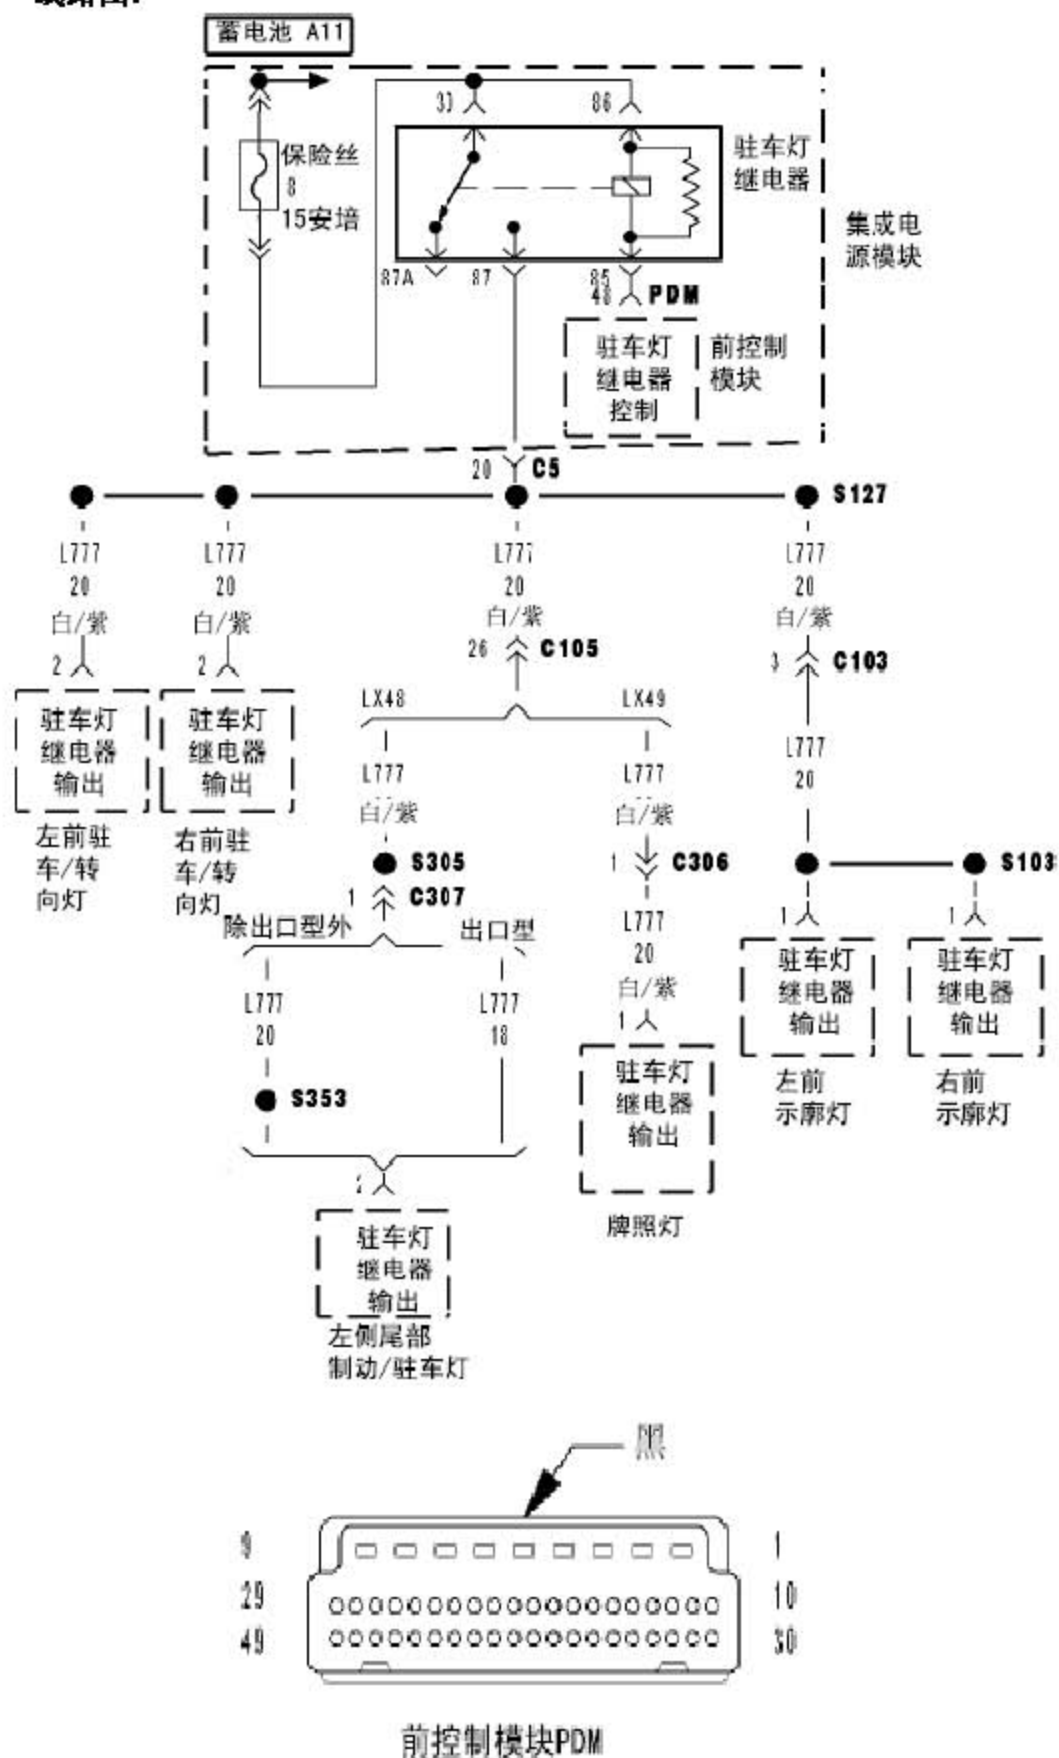 蓄电池 A11
30
86
驻车灯
继电器
保险丝
8
15安培
集成电
源模块
87A
87
85
48
PDM
驻车灯
继电器
控制
前控制
模块
20
C5
S127
L777
20
白/紫
2
L777
20
白/紫
2
L777
20
白/紫
26
C105
L777
20
白/紫
3
C103
驻车灯
继电器
输出
左前驻
车/转
向灯
驻车灯
继电器
输出
右前驻
车/转
向灯
LX48
LX49
L777
白/紫
S305
1
C307
L777
白/紫
1
C306
L777
20
S103
除出口型外
出口型
L777
20
S353
L777
18
L777
20
白/紫
1
驻车灯
继电器
输出
牌照灯
1
驻车灯
继电器
输出
左前
示廓灯
1
驻车灯
继电器
输出
右前
示廓灯
2
驻车灯
继电器
输出
左侧尾部
制动/驻车灯
黑
9
1
29
10
49
30
前控制模块PDM